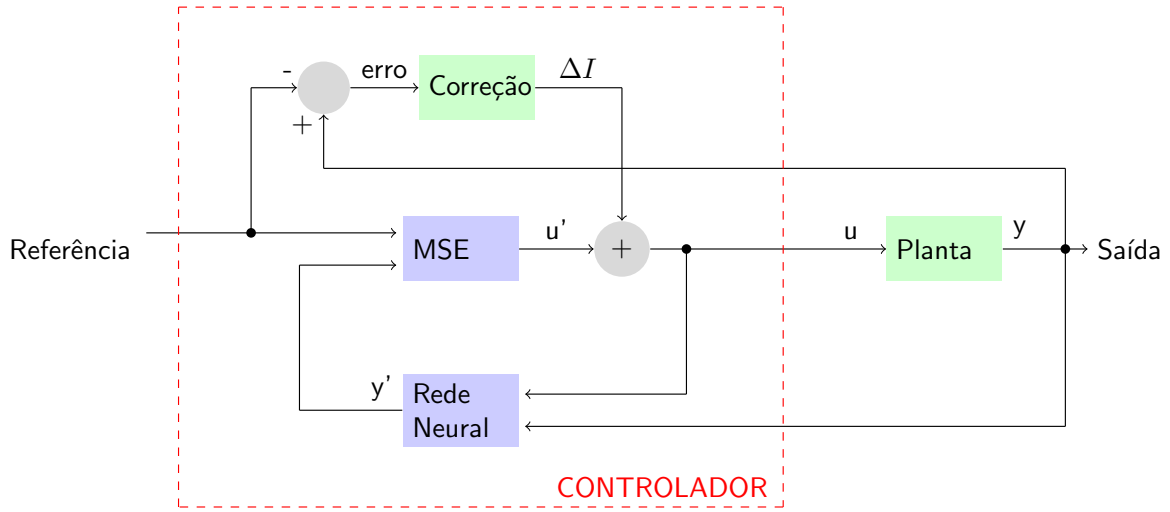 -
erro
Correção
ΔI
+
Referência
MSE
u'
+
u
Planta
y
Saída
y'
Rede
Neural
CONTROLADOR